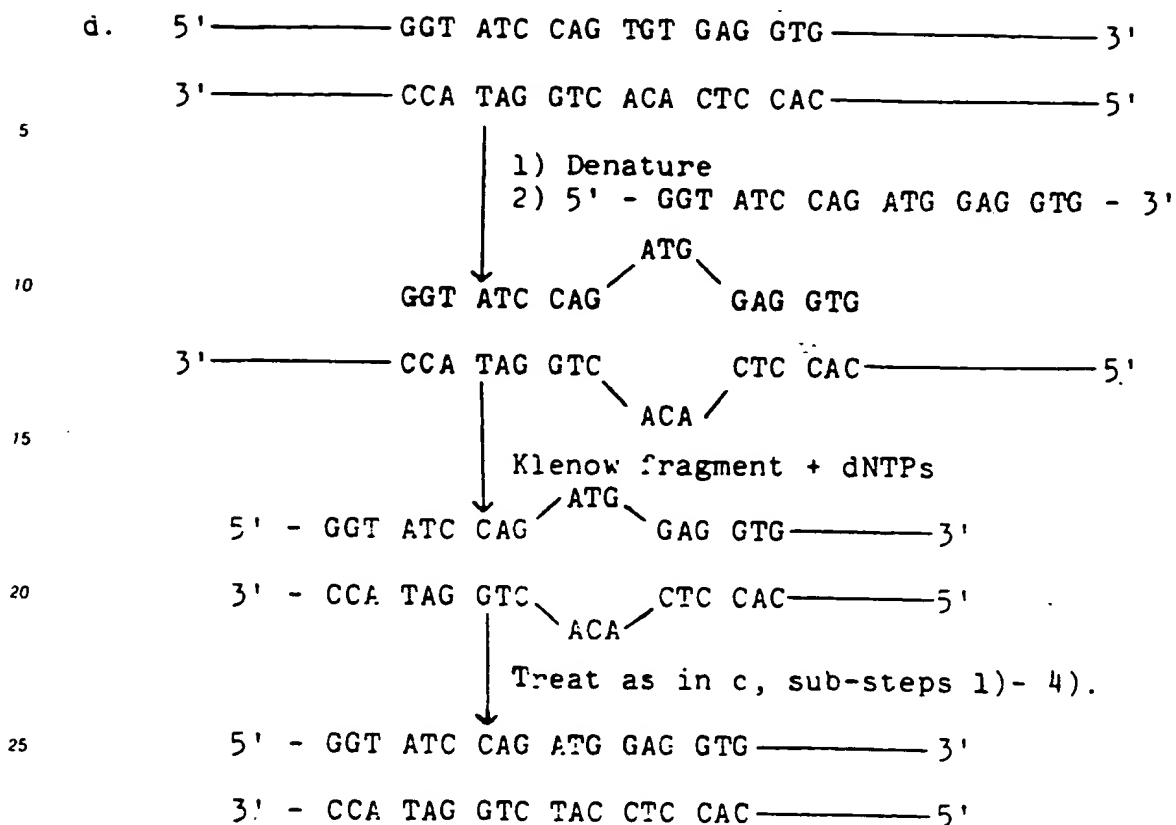 d. 5'—GGT ATC CAG TGT GAG GTG—3'
3'—CCA TAG GTC ACA CTC CAC—5'
5
1) Denature
2) 5' - GGT ATC CAG ATG GAG GTG - 3'
ATG
10
GGT ATC CAG GAG GTG
3'—CCA TAG GTC CTC CAC—5'
ACA
15
Klenow fragment + dNTPs
ATG
5' - GGT ATC CAG GAG GTG—3'
20
3' - CCA TAG GTC CTC CAC—5'
ACA
Treat as in c, sub-steps 1)- 4).
25
5' - GGT ATC CAG ATG GAG GTG—3'
3' - CCA TAG GTC TAC CTC CAC—5'